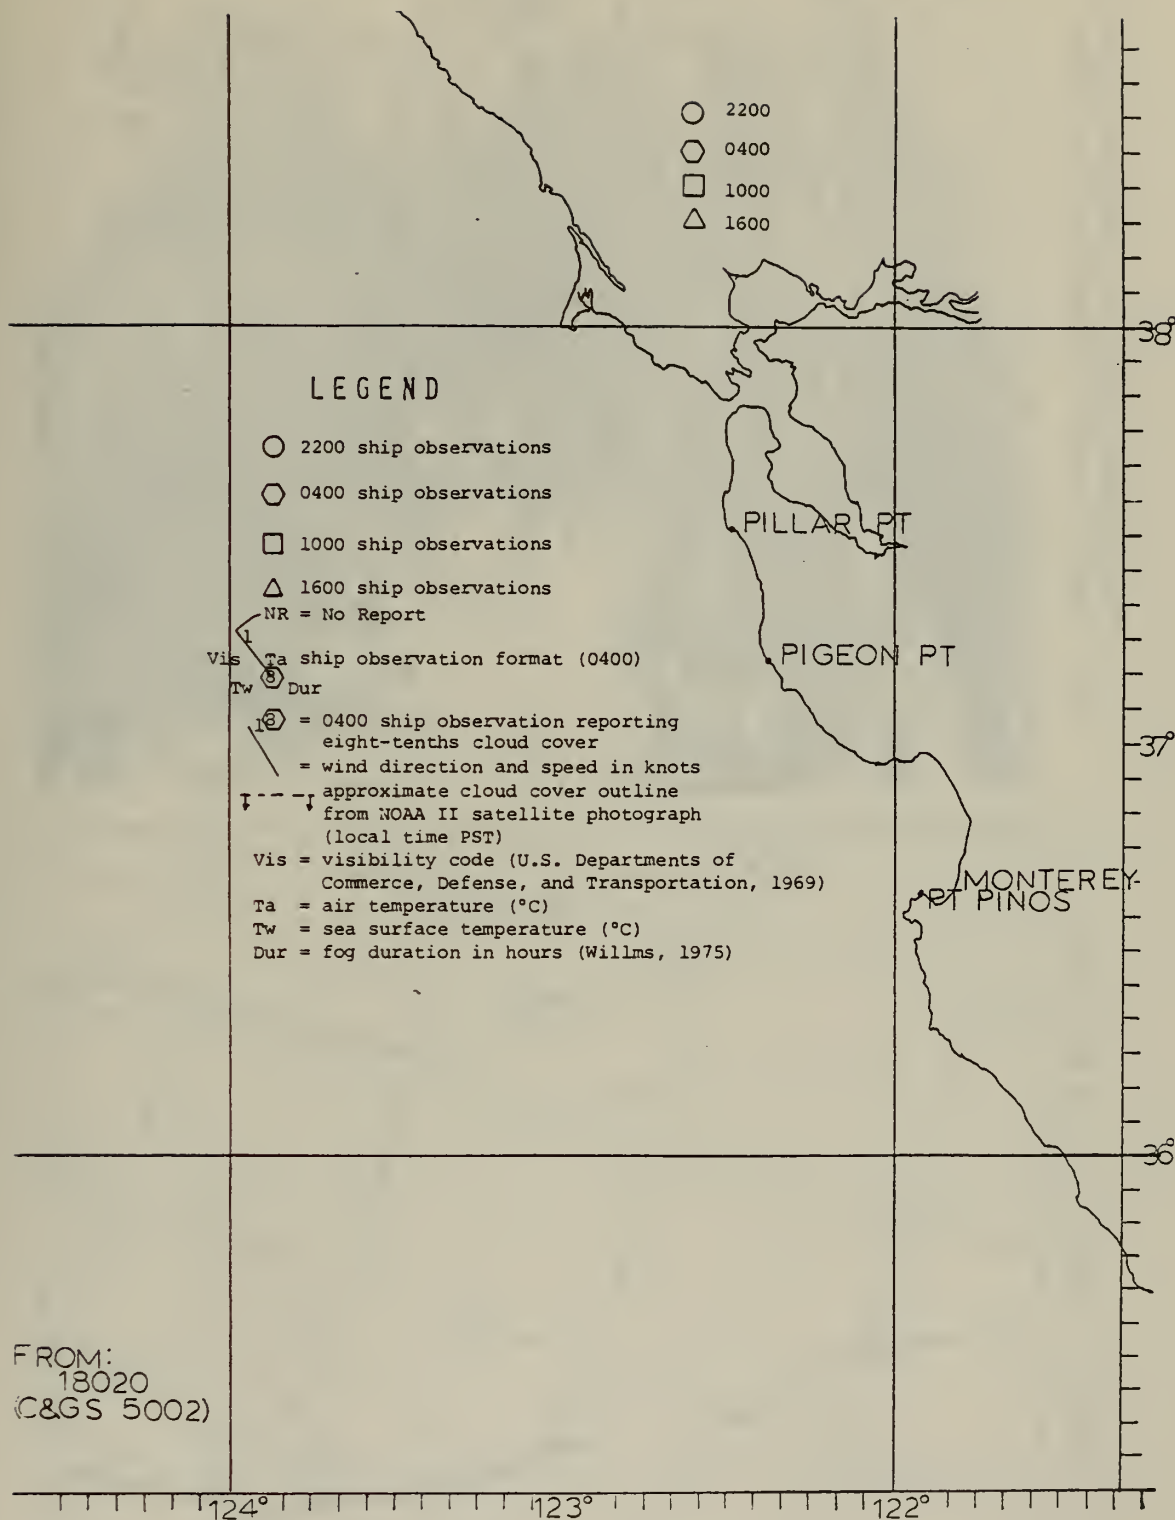 2200
0400
1000
1600
38°
LEGEND
2200 ship observations
0400 ship observations
PILLAR PT
1000 ship observations
1600 ship observations
NR = No Report
1
Vis Ta ship observation format (0400)
8
Tw Dur
PIGEON PT
18 = 0400 ship observation reporting
eight-tenths cloud cover
= wind direction and speed in knots
37°
approximate cloud cover outline
from NOAA II satellite photograph
(local time PST)
Vis = visibility code (U.S. Departments of
Commerce, Defense, and Transportation, 1969)
MONTEREY
PT PINOS
Ta = air temperature (°C)
Tw = sea surface temperature (°C)
Dur = fog duration in hours (Willms, 1975)
36°
FROM:
18020
(C&GS 5002)
124°
123°
122°